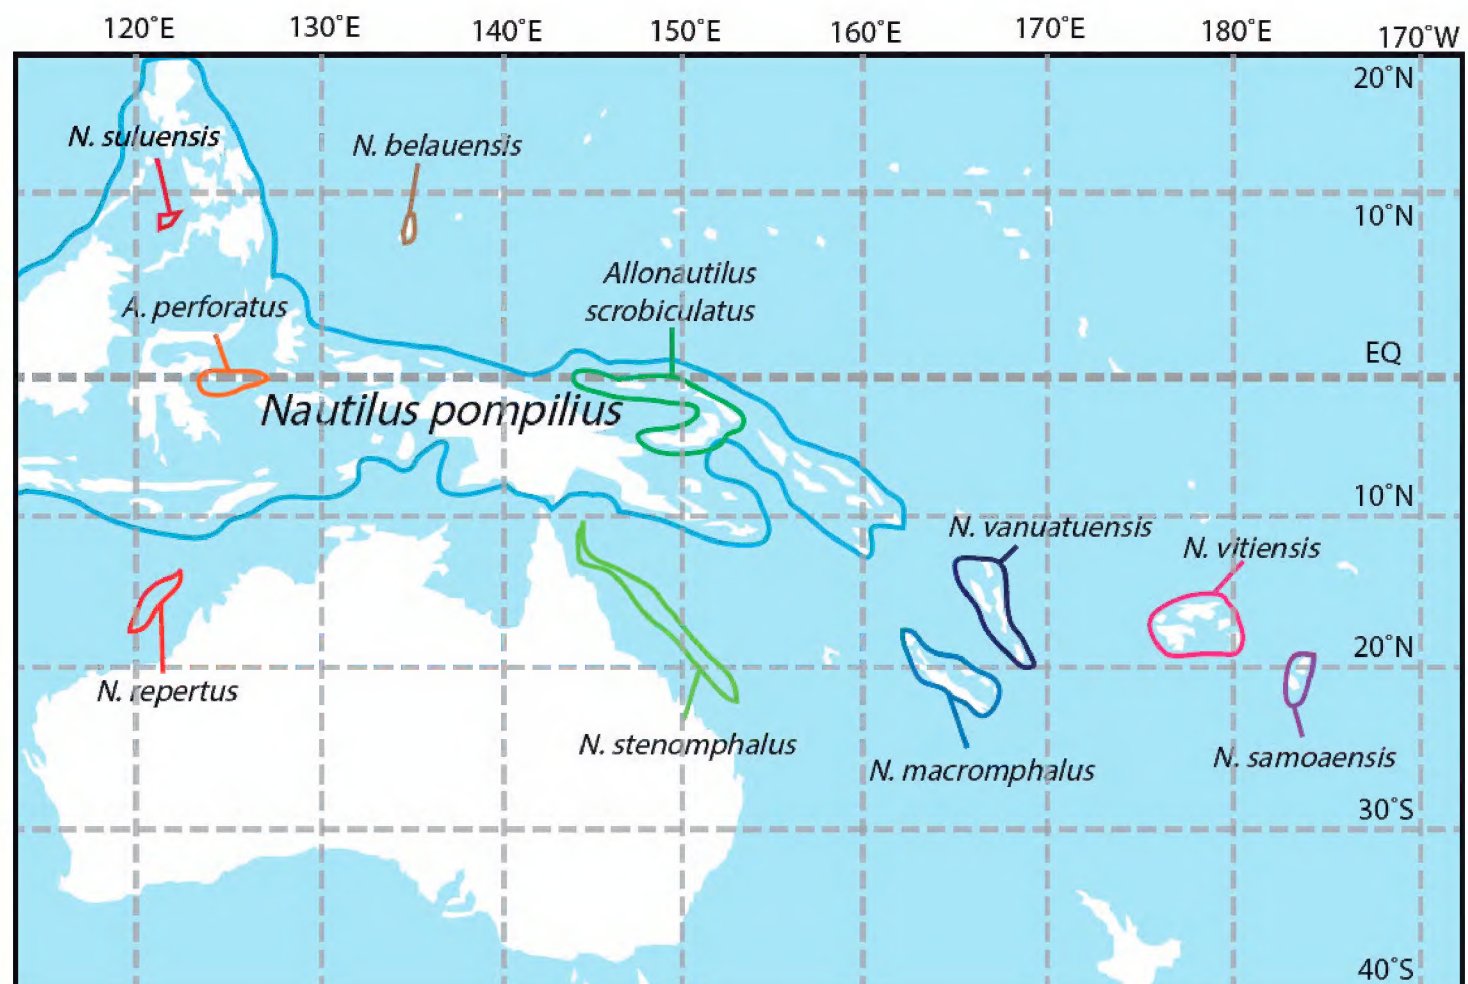 120°E 130°E 140°E 150°E 160°E 170°E 180°E 170°W
20°N
N. suluensis
N. belauensis
10°N
Allonautilus
scrobiculatus
A. perforatus
EQ
Nautilus pompilius
10°N
N. vanuatuensis
N. vitiensis
20°N
N. repertus
N. stenomphalus
N. samoaensis
N. macromphalus
30°S
40°S